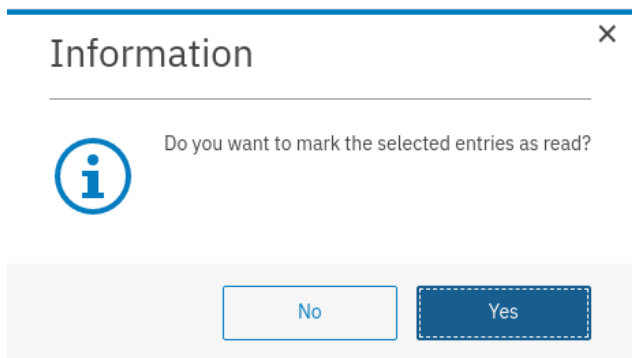 Information
Do you want to mark the selected entries as read?
No
Yes